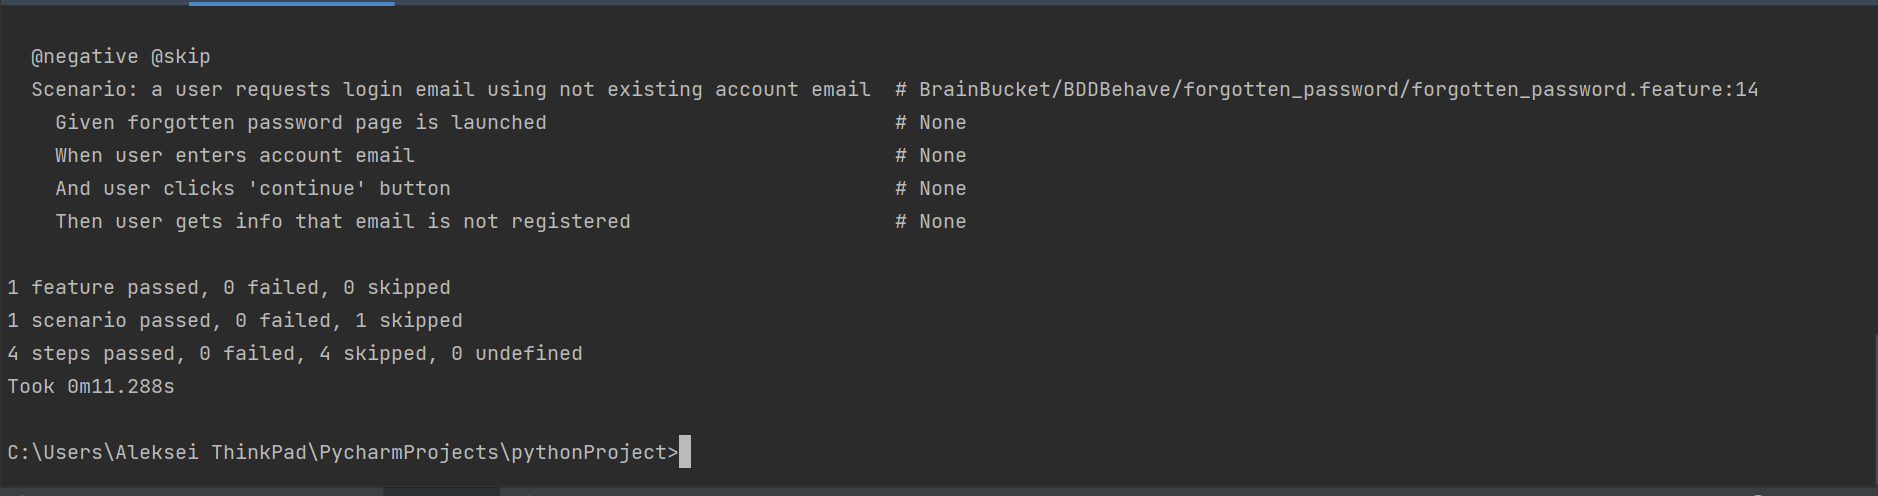 @negative @skip
Scenario: a user requests login email using not existing account email  # BrainBucket/BDDBehave/forgotten_password/forgotten_password.feature:14
Given forgotten password page is launched # None
When user enters account email # None
And user clicks 'continue' button # None
Then user gets info that email is not registered # None
1 feature passed, 0 failed, 0 skipped
1 scenario passed, 0 failed, 1 skipped
4 steps passed, 0 failed, 4 skipped, 0 undefined
Took 0m11.288s
C:\Users\Aleksei ThinkPad\PycharmProjects\pythonProject>